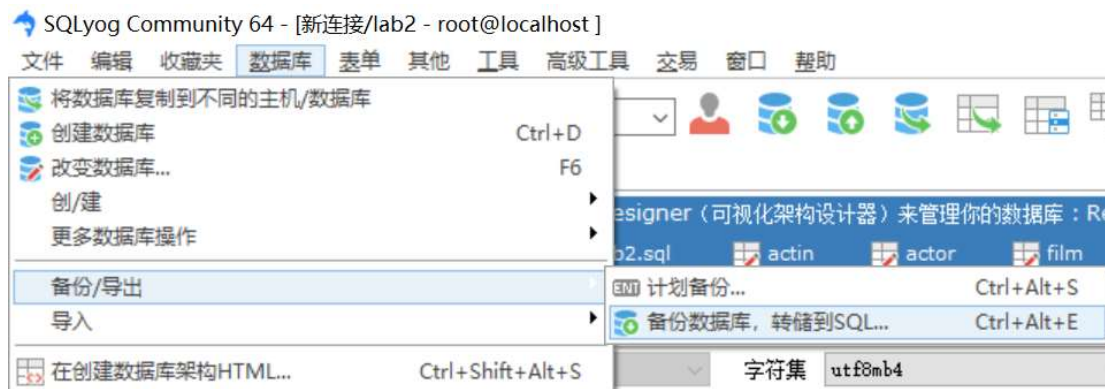 SQLyog Community 64 - [新连接/lab2 - root@localhost ]
文件 编辑 收藏夹 数据库 表单 其他 工具 高级工具 交易 窗口 帮助
将数据库复制到不同的主机/数据库
创建数据库 Ctrl+D
改变数据库... F6
创/建
esigner（可视化架构设计器）来管理你的数据库：Re
更多数据库操作
b2.sql actin actor film
备份/导出
ENT 计划备份... Ctrl+Alt+S
导入
备份数据库，转储到SQL... Ctrl+Alt+E
在创建数据库架构HTML... Ctrl+Shift+Alt+S
字符集 utf8mb4